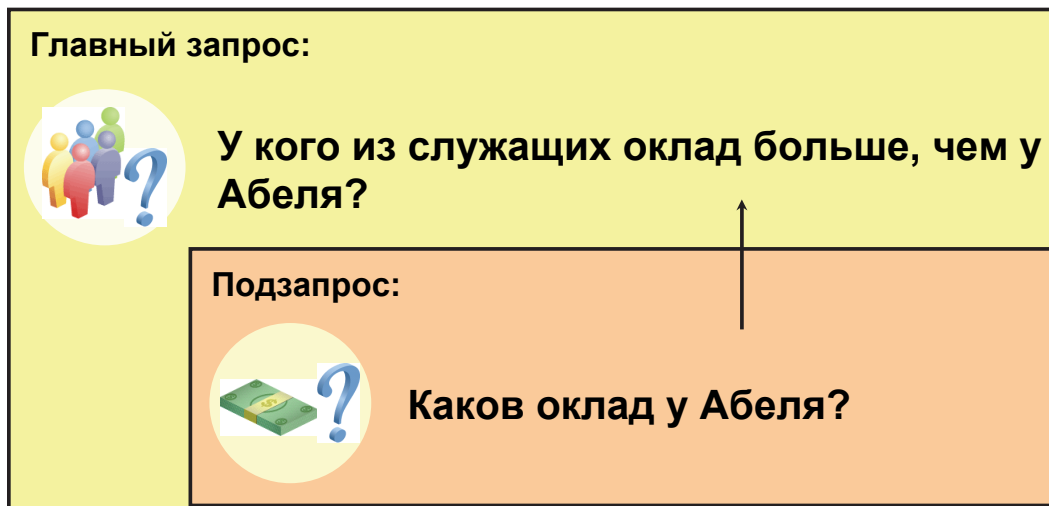 Главный запрос:
У кого из служащих оклад больше, чем у
Абеля?
Подзапрос:
Каков оклад у Абеля?